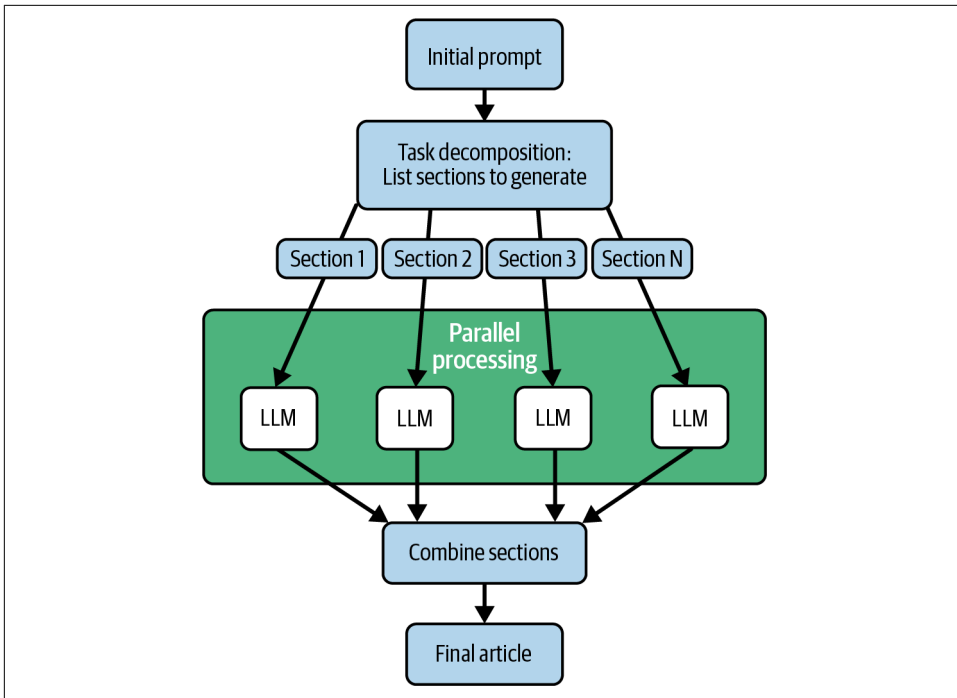 Initial prompt
Task decomposition:
List sections to generate
Section 1
Section 2
Section 3
Section N
Parallel
processing
LLM
LLM
LLM
LLM
Combine sections
Final article